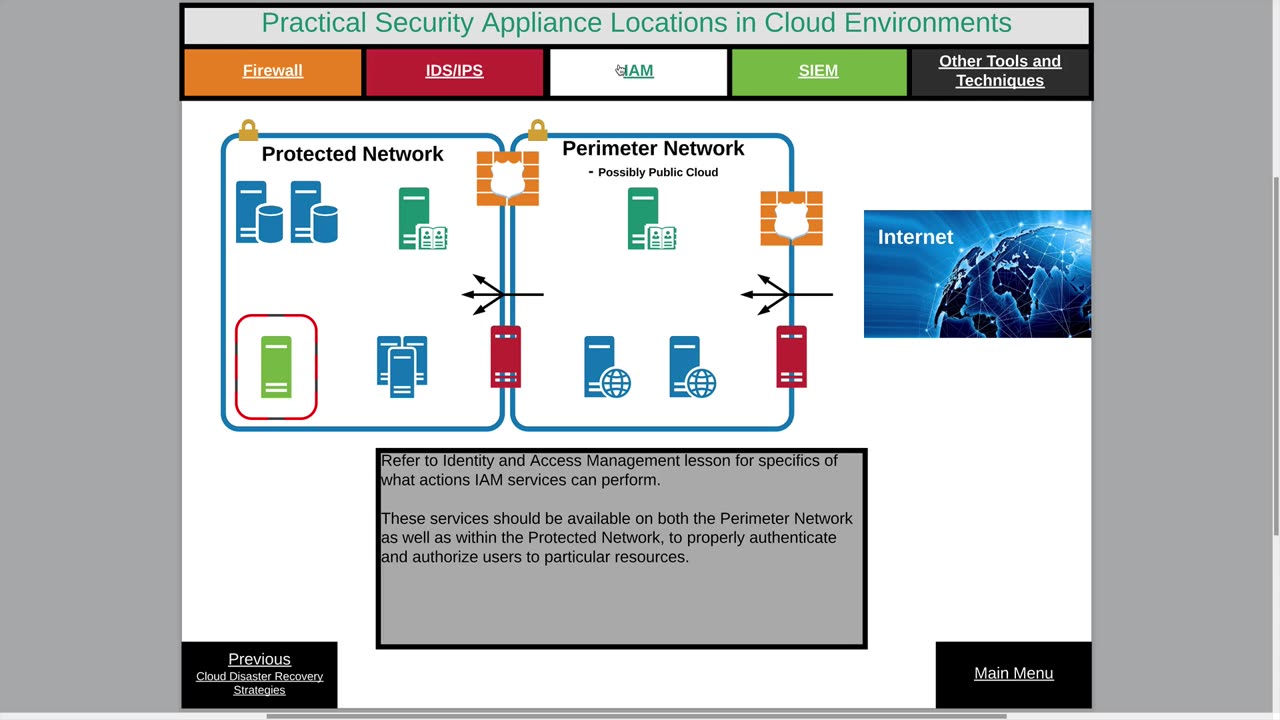 Practical Security Appliance Locations in Cloud Environments
Firewall
IDS/IPS
IAM
SIEM
Other Tools and
Techniques
Protected Network
Perimeter Network
- Possibly Public Cloud
Internet
Refer to Identity and Access Management lesson for specifics of
what actions IAM services can perform.
These services should be available on both the Perimeter Network
as well as within the Protected Network, to properly authenticate
and authorize users to particular resources.
Previous
Cloud Disaster Recovery
Strategies
Main Menu